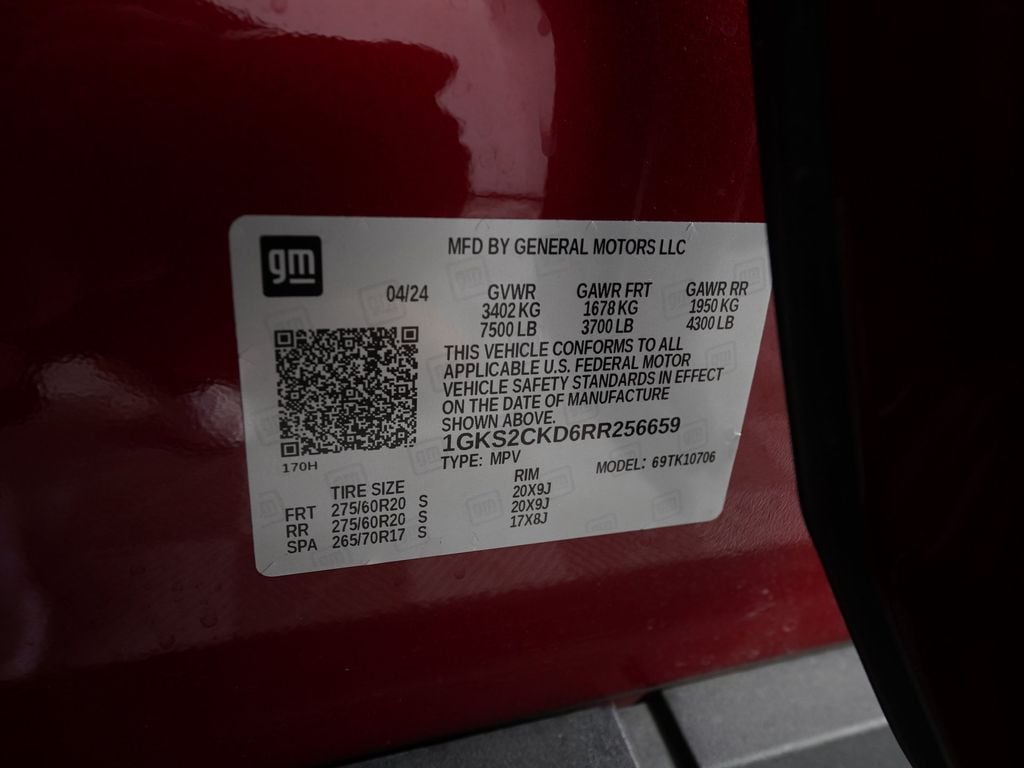 gm
MFD BY GENERAL MOTORS LLC
04/24
GVWR GAWR FRT GAWR RR
3402 KG 1678 KG 1950 KG
7500 LB 3700 LB 4300 LB
THIS VEHICLE CONFORMS TO ALL
APPLICABLE U.S. FEDERAL MOTOR
VEHICLE SAFETY STANDARDS IN EFFECT
ON THE DATE OF MANUFACTURE
SHOWN ABOVE.
1GKS2CKD6RR256659
170H
TYPE: MPV MODEL: 69TK10706
TIRE SIZE RIM
FRT 275/60R20 S 20X9J
RR 275/60R20 S 20X9J
SPA 265/70R17 S 17X8J